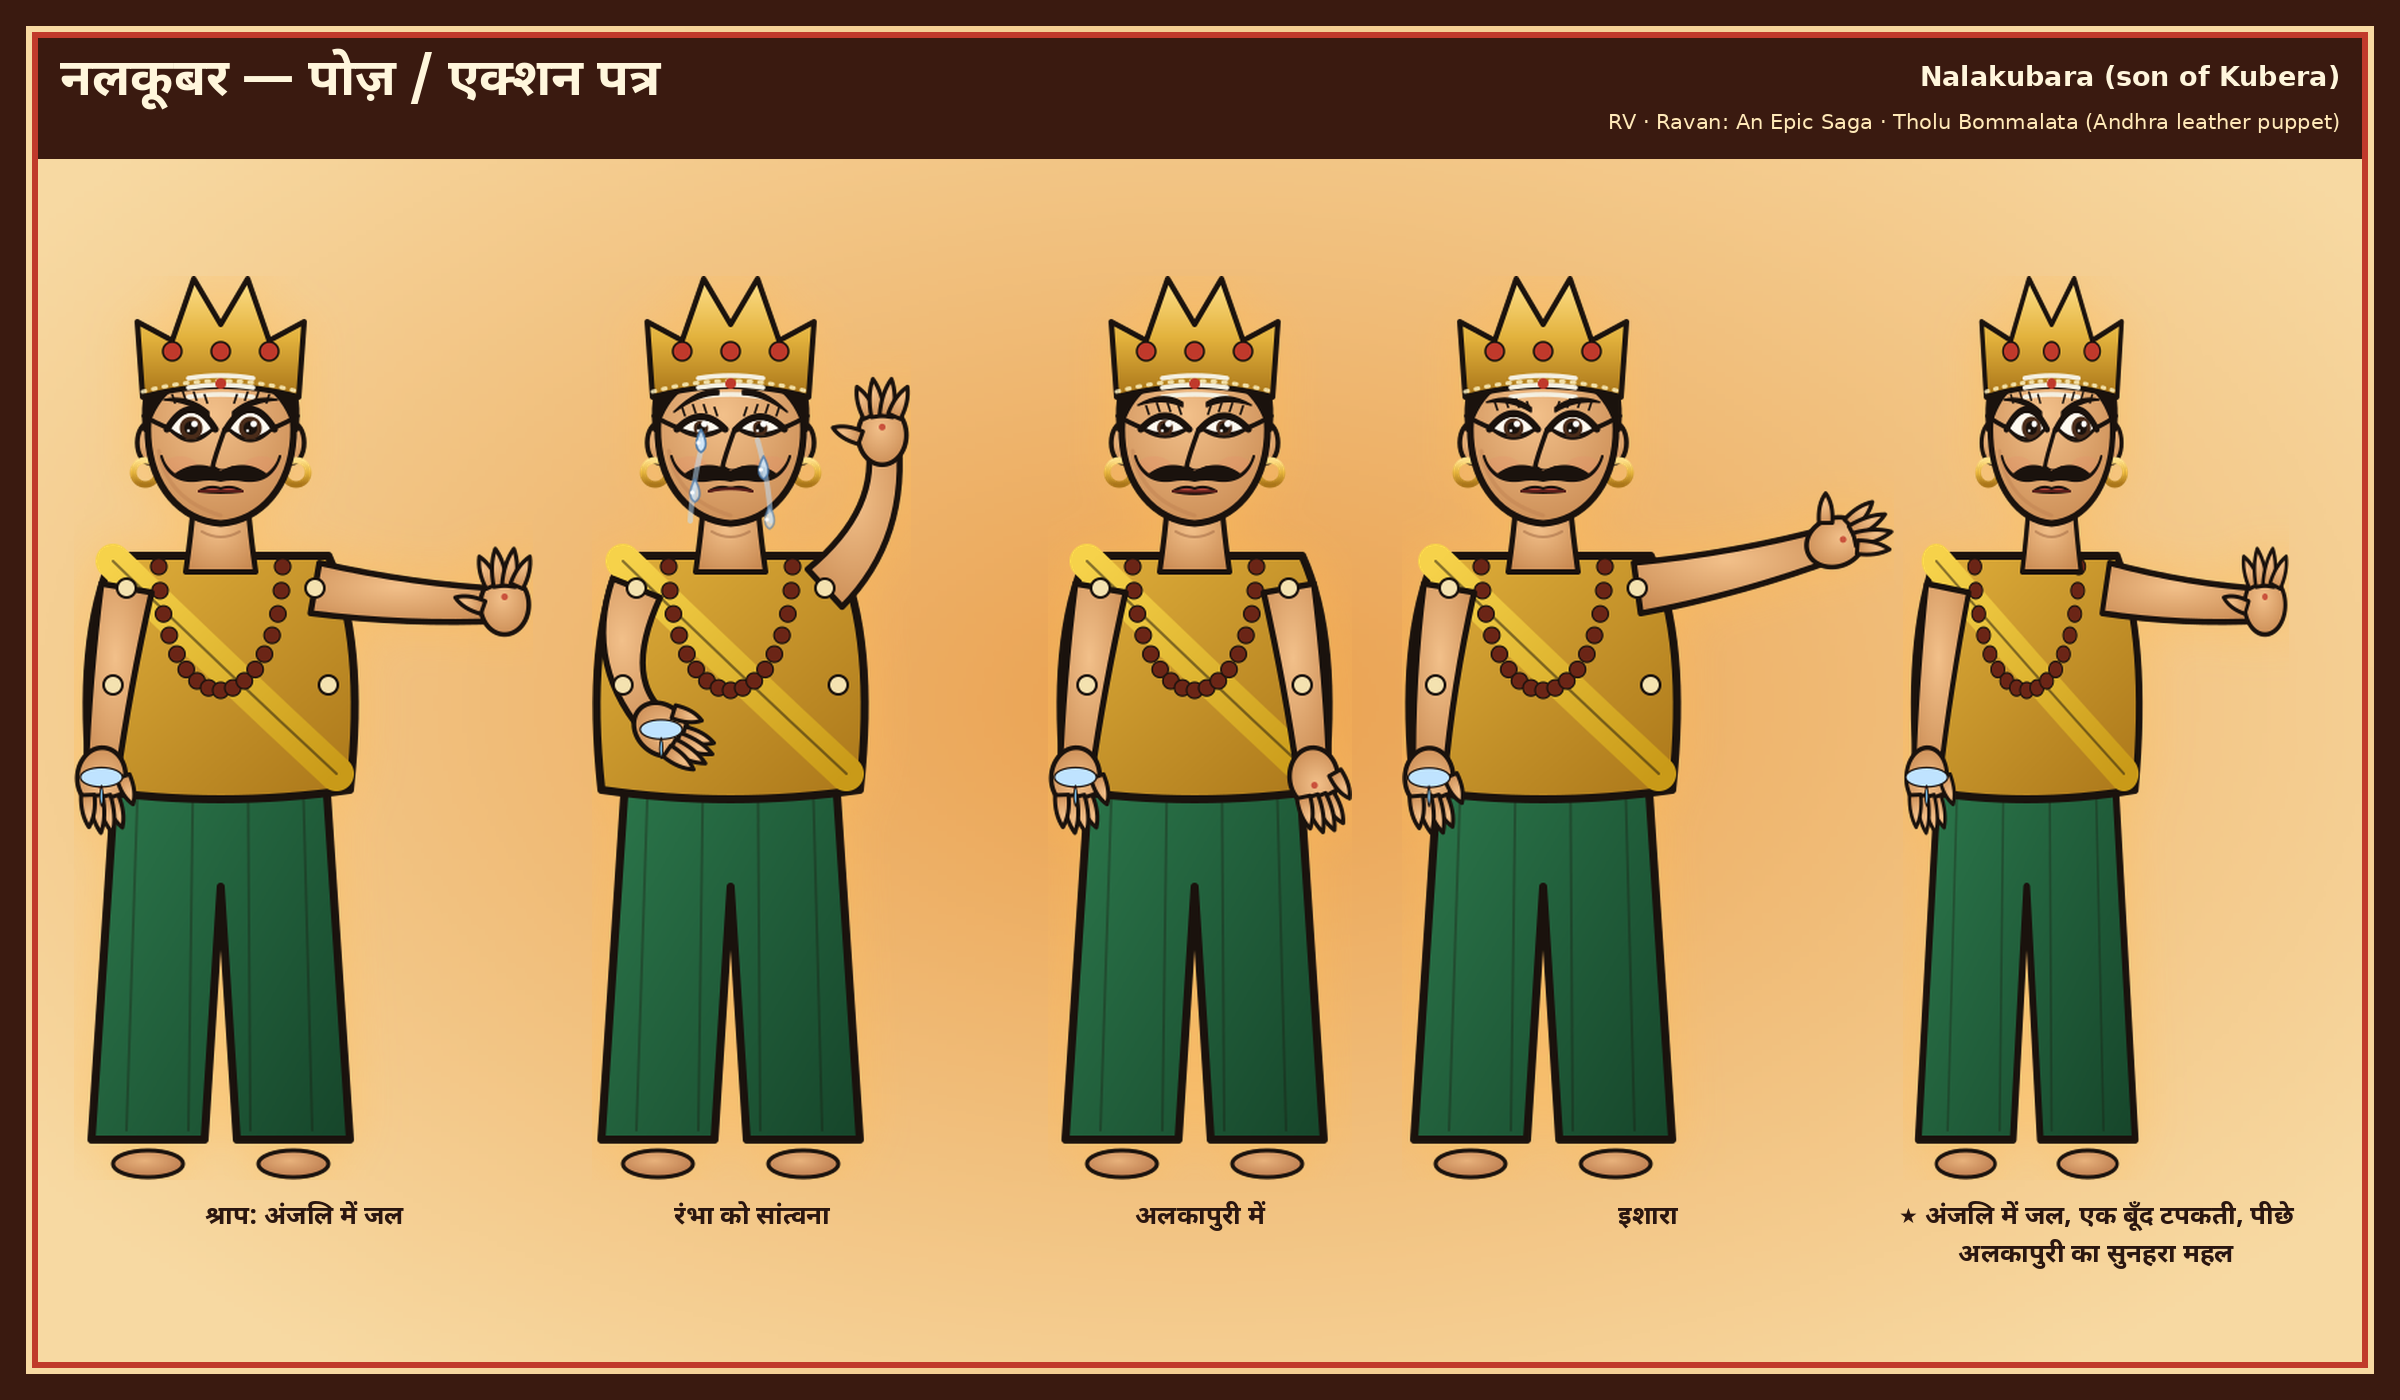 नलकूबर — पोज़ / एक्शन पत्र
Nalakubara (son of Kubera)
RV · Ravan: An Epic Saga · Tholu Bommalata (Andhra leather puppet)
श्राप: अंजलि में जल
रंभा को सांत्वना
अलकापुरी में
इशारा
★ अंजलि में जल, एक बूँद टपकती, पीछे
अलकापुरी का सुनहरा महल